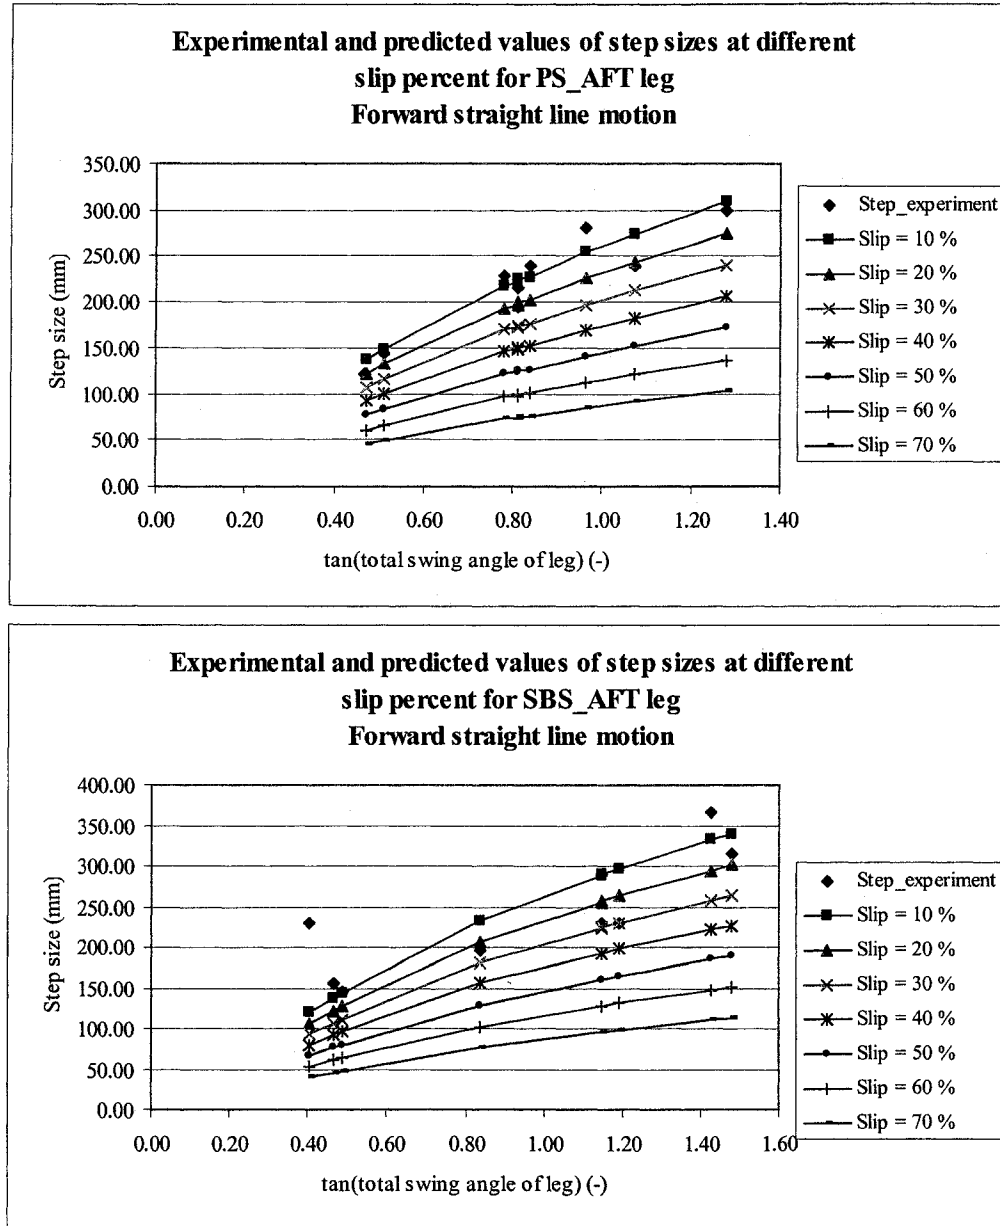 Experimental and predicted values of step sizes at different
slip percent for PS_AFT leg
Forward straight line motion
350.00
300.00
250.00
200.00
150.00
100.00
50.00
0.00
Step size (mm)
0.00 0.20 0.40 0.60 0.80 1.00 1.20 1.40
tan(total swing angle of leg) (-)
Step_experiment
Slip = 10 %
Slip = 20 %
Slip = 30 %
Slip = 40 %
Slip = 50 %
Slip = 60 %
Slip = 70 %
Experimental and predicted values of step sizes at different
slip percent for SBS_AFT leg
Forward straight line motion
400.00
350.00
300.00
250.00
200.00
150.00
100.00
50.00
0.00
Step size (mm)
0.00 0.20 0.40 0.60 0.80 1.00 1.20 1.40 1.60
tan(total swing angle of leg) (-)
Step_experiment
Slip = 10 %
Slip = 20 %
Slip = 30 %
Slip = 40 %
Slip = 50 %
Slip = 60 %
Slip = 70 %